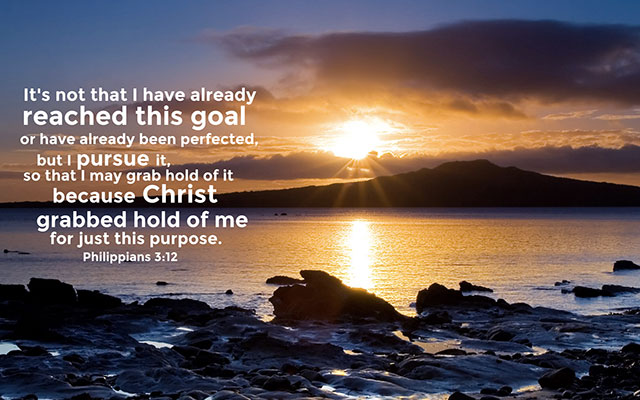 It's not that I have already
reached this goal
or have already been perfected,
but I pursue it,
so that I may grab hold of it
because Christ
grabbed hold of me
for just this purpose.
Philippians 3:12